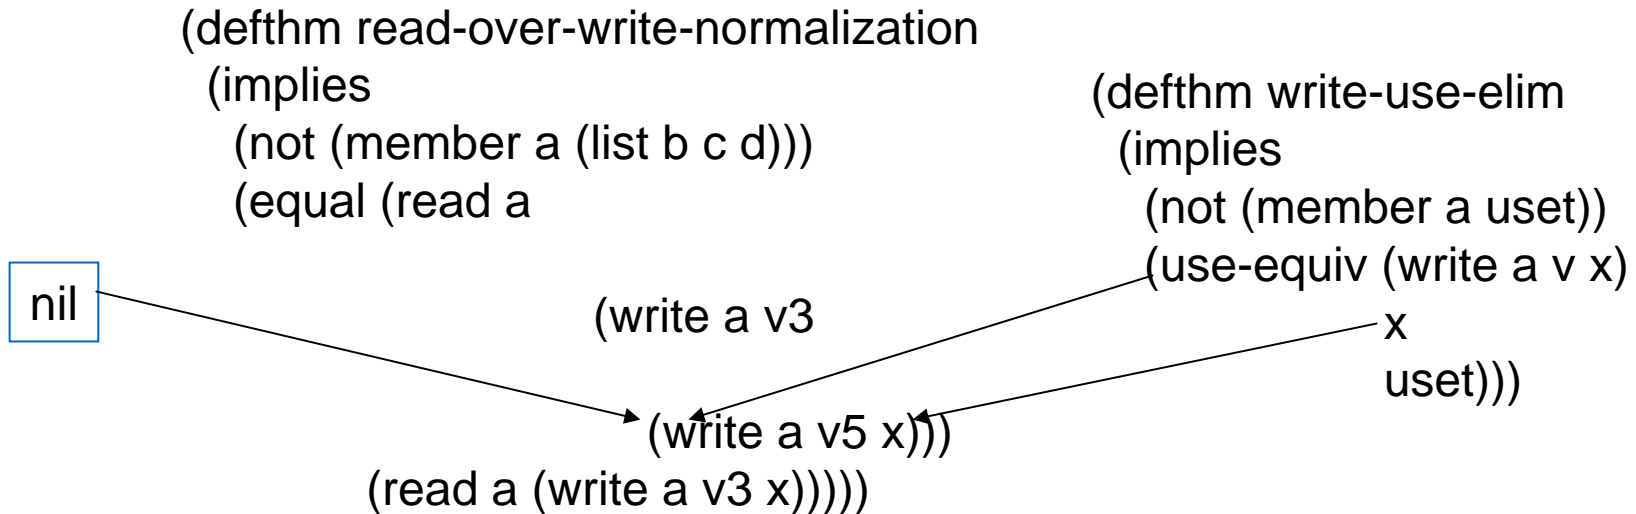 (defthm read-over-write-normalization
(implies
(not (member a (list b c d)))
(equal (read a
nil
(write a v3
(write a v5 x)))
(read a (write a v3 x)))))
(defthm write-use-elim
(implies
(not (member a uset))
(use-equiv (write a v x)
x
uset)))